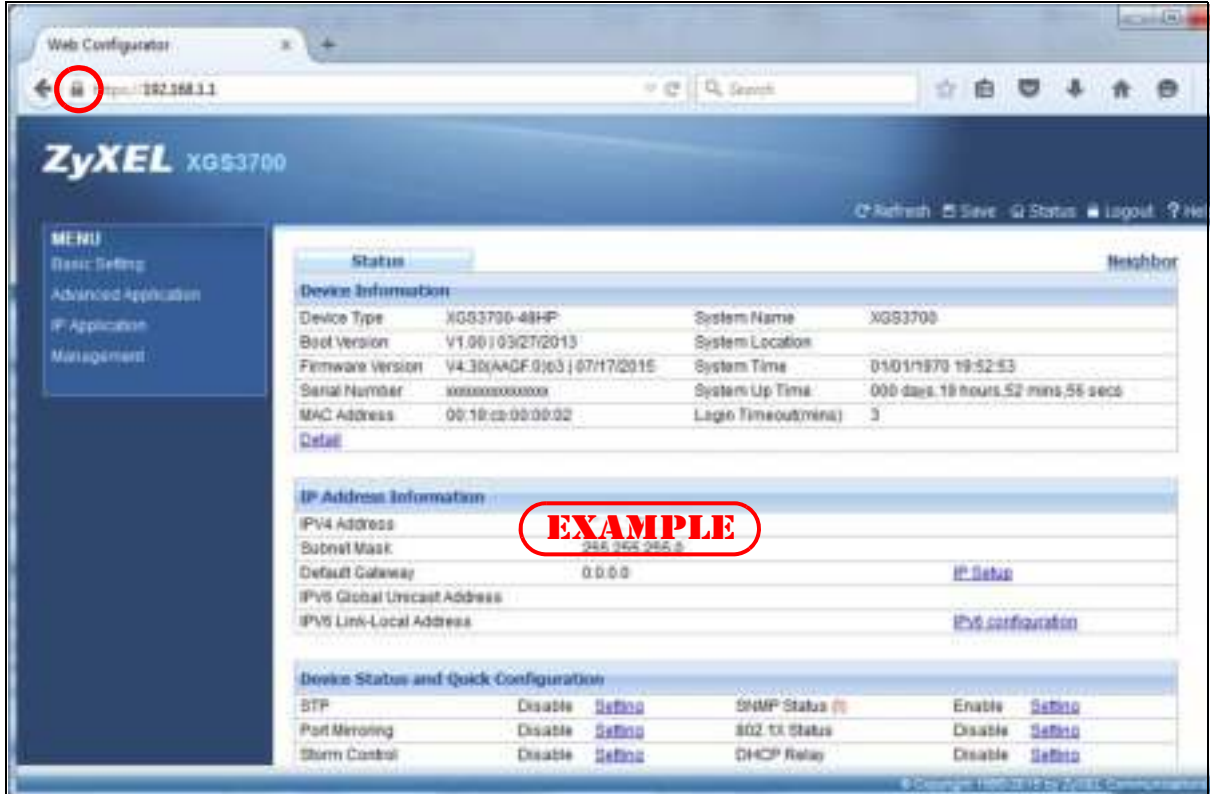 Web Configurator
https://192.168.1.1 Search
ZyXEL XGS3700
Refresh Save Status Logout
MENU
Basic Setting
Advanced Application
IP Application
Management
Status Neighbor
Device Information
Device Type XGS3700-48HP System Name XGS3700
Boot Version V1.00 | 03/27/2013 System Location
Firmware Version V4.30(AAGF.0)b3 | 07/17/2015 System Time 01/01/1970 19:52:53
Serial Number System Up Time 000 days,19 hours,52 mins,56 secs
MAC Address 00:19:cb:00:00:02 Login Timeout(mins) 3
Detail
IP Address Information
IPV4 Address EXAMPLE
Subnet Mask 255.255.255.0
Default Gateway 0.0.0.0 IP Setup
IPV6 Global Unicast Address
IPV6 Link-Local Address IPv6 configuration
Device Status and Quick Configuration
STP Disable Setting SNMP Status (!) Enable Setting
Port Mirroring Disable Setting 802.1X Status Disable Setting
Storm Control Disable Setting DHCP Relay Disable Setting
© Copyright 1995-2015 by ZyXEL Communications